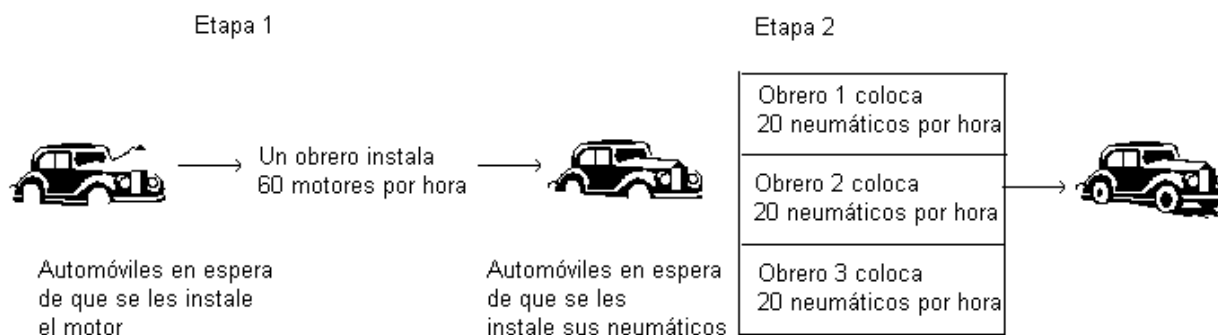 Etapa 1
Etapa 2
Un obrero instala
60 motores por hora
Obrero 1 coloca
20 neumáticos por hora
Obrero 2 coloca
20 neumáticos por hora
Obrero 3 coloca
20 neumáticos por hora
Automóviles en espera
de que se les instale
el motor
Automóviles en espera
de que se les
instale sus neumáticos